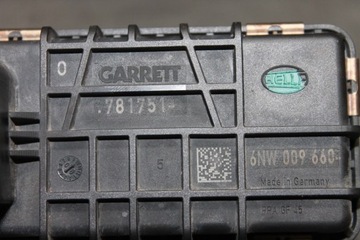 0
GARRETT
781751-
HELLA
5
6NW 009 660-
Made in Germany